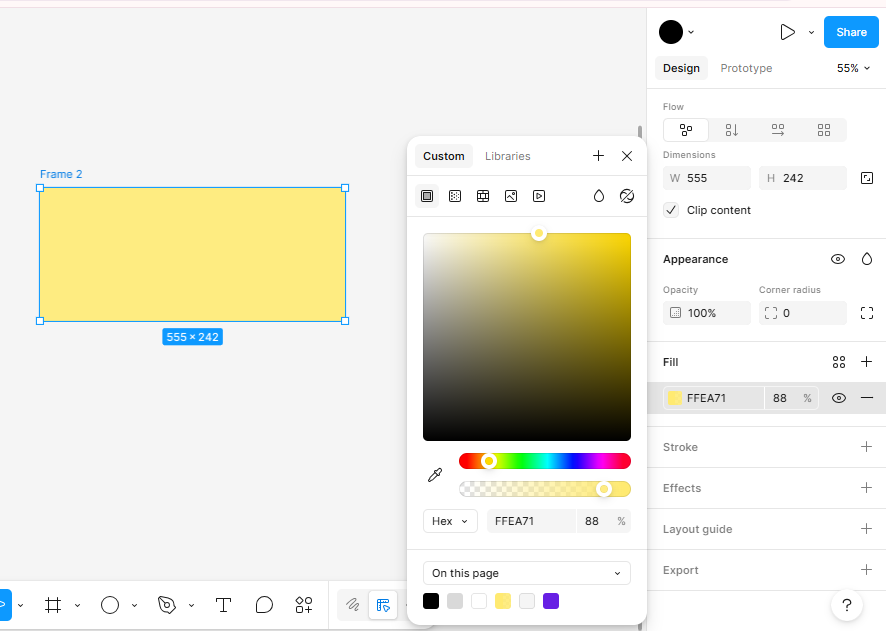 Share
Design
Prototype
55%
Flow
Dimensions
W 555
H 242
Clip content
Appearance
Opacity
Corner radius
100%
0
Fill
FFEA71 88 %
Stroke
Effects
Layout guide
Export
?
Frame 2
555 × 242
Custom
Libraries
Hex
FFEA71 88 %
On this page
T